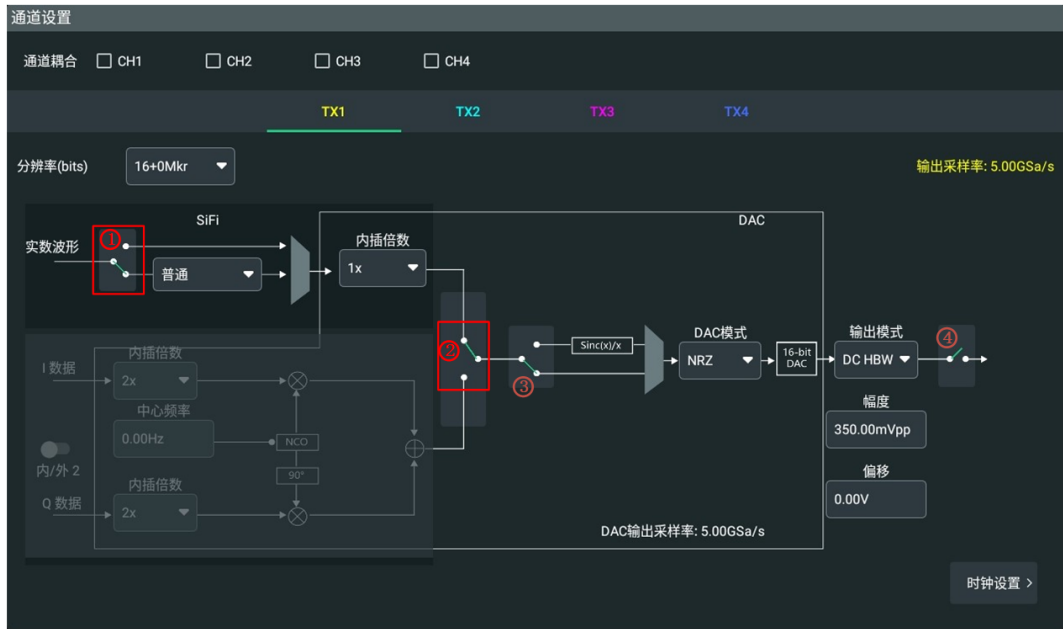 通道设置
通道耦合 CH1 CH2 CH3 CH4
TX1 TX2 TX3 TX4
分辨率(bits) 16+0Mkr 输出采样率: 5.00GSa/s
SiFi DAC
实数波形 ① 普通 内插倍数
1x
② ③ Sinc(x)/x DAC模式
NRZ 16-bit
DAC 输出模式
DC HBW ④
I 数据 内插倍数
2x
中心频率
0.00Hz NCO
内/外 2 90°
Q 数据 内插倍数
2x
幅度
350.00mVpp
偏移
0.00V
DAC输出采样率: 5.00GSa/s
时钟设置 >